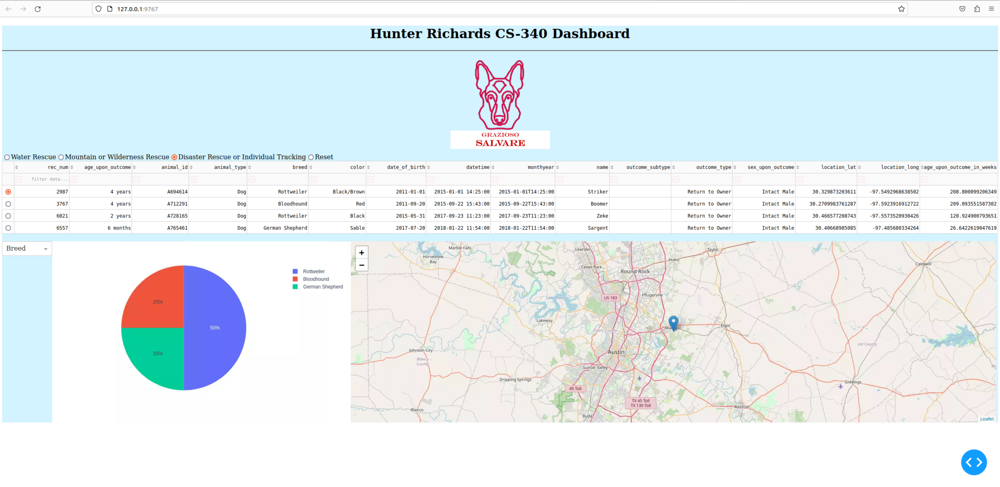 127.0.0.1:9767
Hunter Richards CS-340 Dashboard
GRAZIOSO
SALVARE
Water Rescue Mountain or Wilderness Rescue Disaster Rescue or Individual Tracking Reset
rec_num age_upon_outcome animal_id animal_type breed color date_of_birth datetime monthyear name outcome_subtype outcome_type sex_upon_outcome location_lat location_long age_upon_outcome_in_weeks
filter data...
2987 4 years A694614 Dog Rottweiler Black/Brown 2011-01-01 2015-01-01 14:25:00 2015-01-01T14:25:00 Striker Return to Owner Intact Male 30.329873203611 -97.5492968638502 208.800099206349
3767 4 years A712291 Dog Bloodhound Red 2011-09-20 2015-09-22 15:43:00 2015-09-22T15:43:00 Boomer Return to Owner Intact Male 30.2709983761287 -97.5923916912722 209.093551587302
6021 2 years A728165 Dog Rottweiler Black 2015-05-31 2017-09-23 11:23:00 2017-09-23T11:23:00 Zeke Return to Owner Intact Male 30.466577208743 -97.5573520930426 120.924900793651
6557 6 months A765461 Dog German Shepherd Sable 2017-07-20 2018-01-22 11:54:00 2018-01-22T11:54:00 Sargent Return to Owner Intact Male 30.40668985085 -97.485680334264 26.6422619047619
Breed
Rottweiler
Bloodhound
German Shepherd
25%
50%
25%
+
−
Marble Falls
Horseshoe
Bay
Leander
Taylor
Hutto
Cedar Park
Round Rock
Caldwell
US 183
Pflugerville
Lake Travis
Lakeway
Travis County
Elgin
Lee County
Johnson City
Austin
Blanco
County
Sunset Valley
Dripping Springs
Giddings
45 Toll
TX 45 Toll
TX 130 Toll
Bastrop
Blanco
Buda
Leaflet